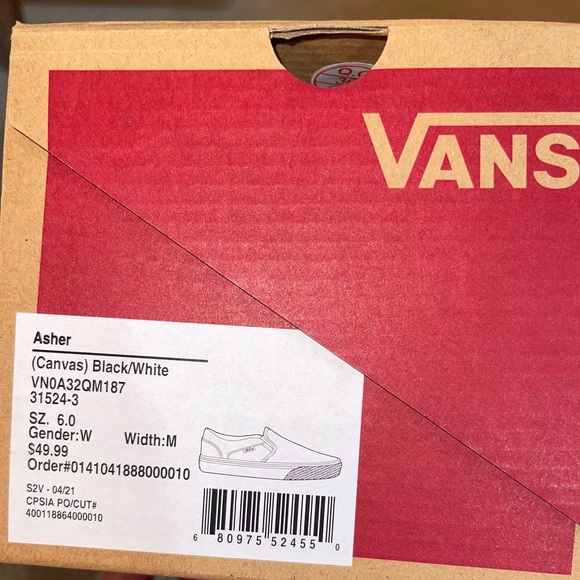 Q.C
VANS
Asher
(Canvas) Black/White
VN0A32QM187
31524-3
SZ. 6.0
Gender:W Width:M
$49.99
Order#0141041888000010
S2V - 04/21
CPSIA PO/CUT#
400118864000010
6 80975 52455 0